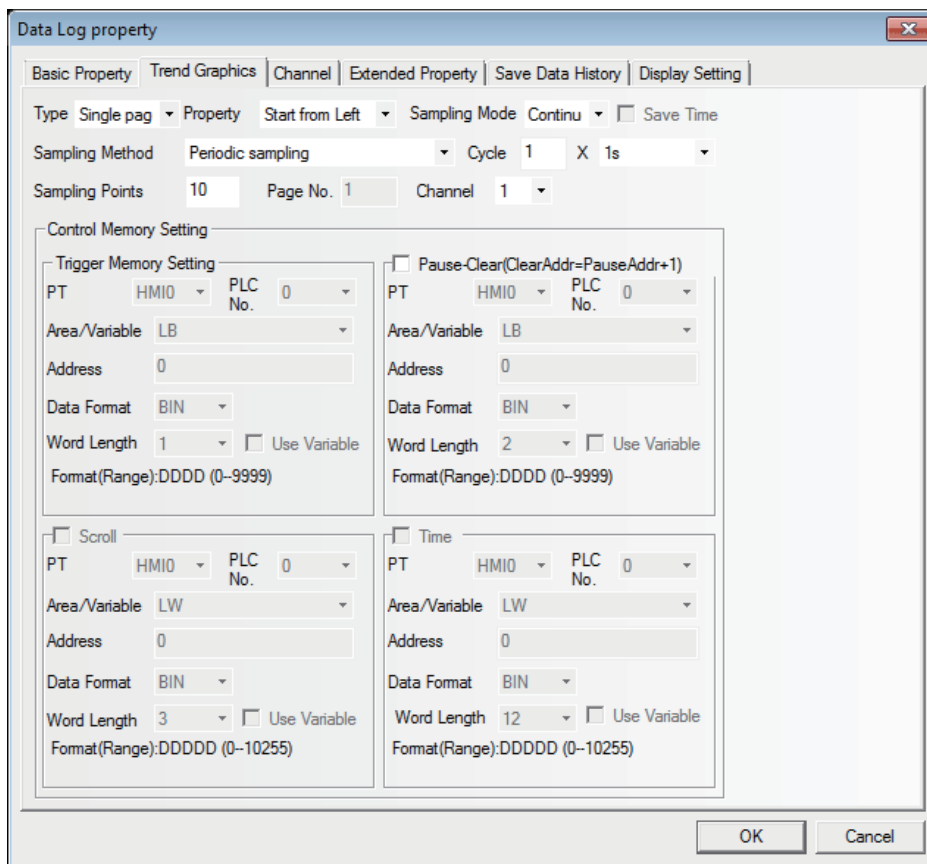 Data Log property
Basic Property Trend Graphics Channel Extended Property Save Data History Display Setting
Type Single pag Property Start from Left Sampling Mode Continu Save Time
Sampling Method Periodic sampling Cycle 1 X 1s
Sampling Points 10 Page No. 1 Channel 1
Control Memory Setting
Trigger Memory Setting
PT HMI0 PLC No. 0
Area/Variable LB
Address 0
Data Format BIN
Word Length 1 Use Variable
Format(Range):DDDD (0--9999)
Pause-Clear(ClearAddr=PauseAddr+1)
PT HMI0 PLC No. 0
Area/Variable LB
Address 0
Data Format BIN
Word Length 2 Use Variable
Format(Range):DDDD (0--9999)
Scroll
PT HMI0 PLC No. 0
Area/Variable LW
Address 0
Data Format BIN
Word Length 3 Use Variable
Format(Range):DDDDD (0--10255)
Time
PT HMI0 PLC No. 0
Area/Variable LW
Address 0
Data Format BIN
Word Length 12 Use Variable
Format(Range):DDDDD (0--10255)
OK Cancel